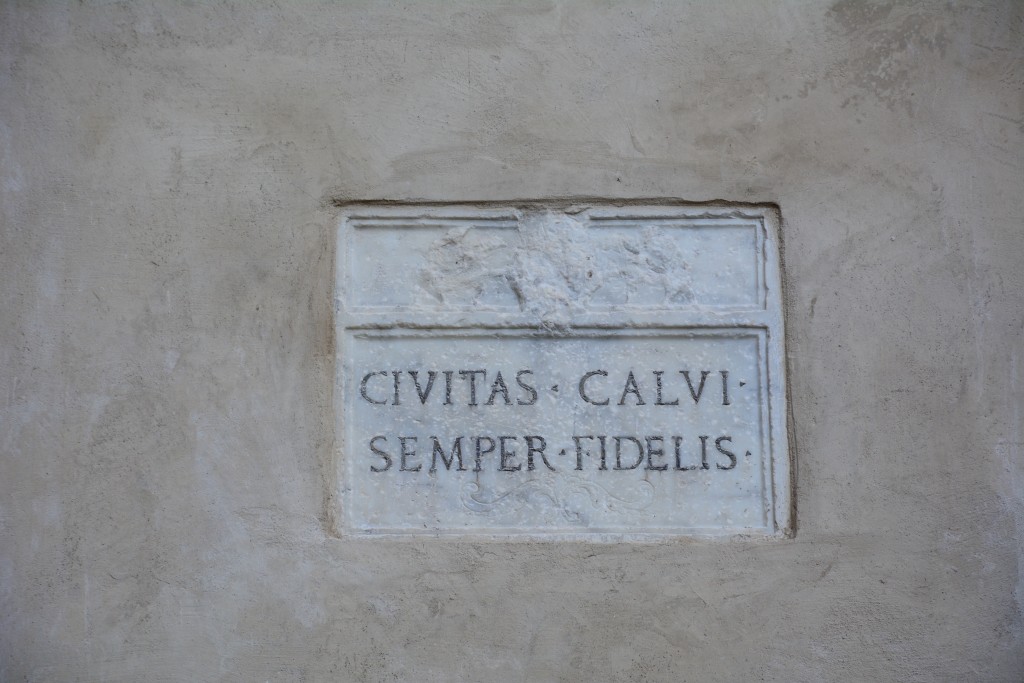 CIVITAS · CALVI ·
SEMPER · FIDELIS ·